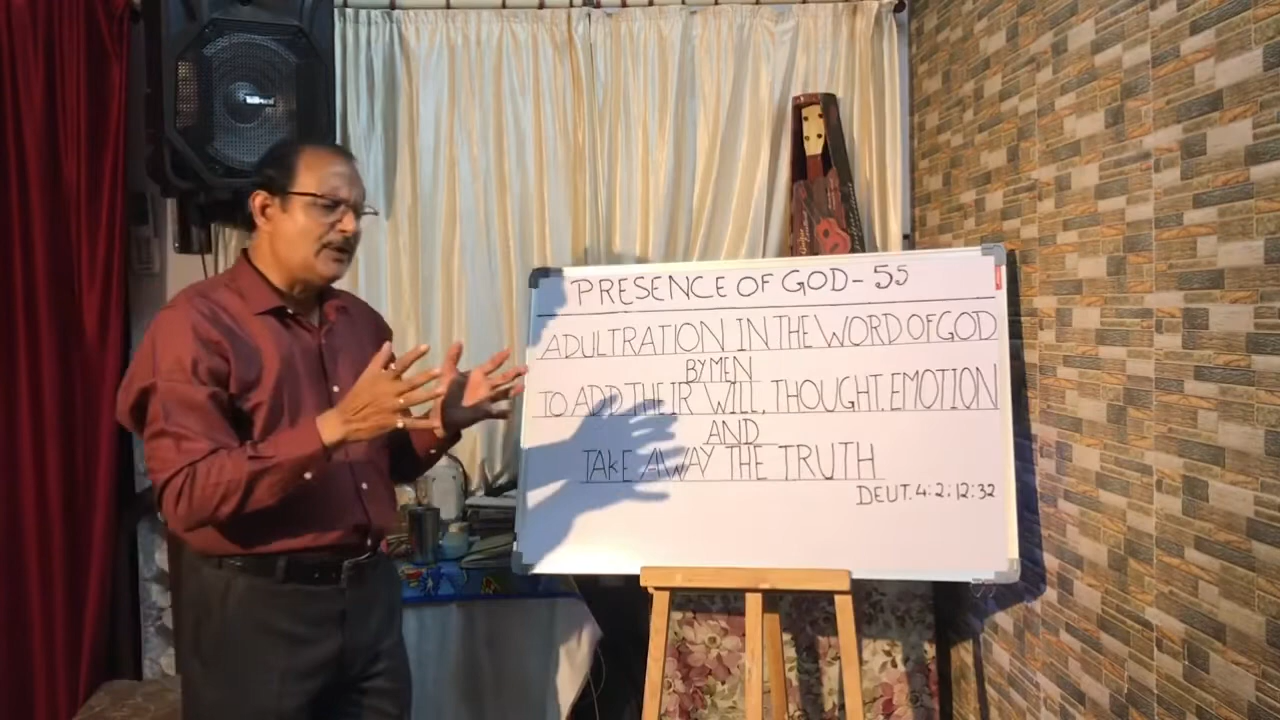 PRESENCE OF GOD - 55
ADULTRATION IN THE WORD OF GOD
BY MEN
TO ADD THEIR WILL, THOUGHT, EMOTION
AND
TAKE AWAY THE TRUTH
DEUT. 4:2; 12:32